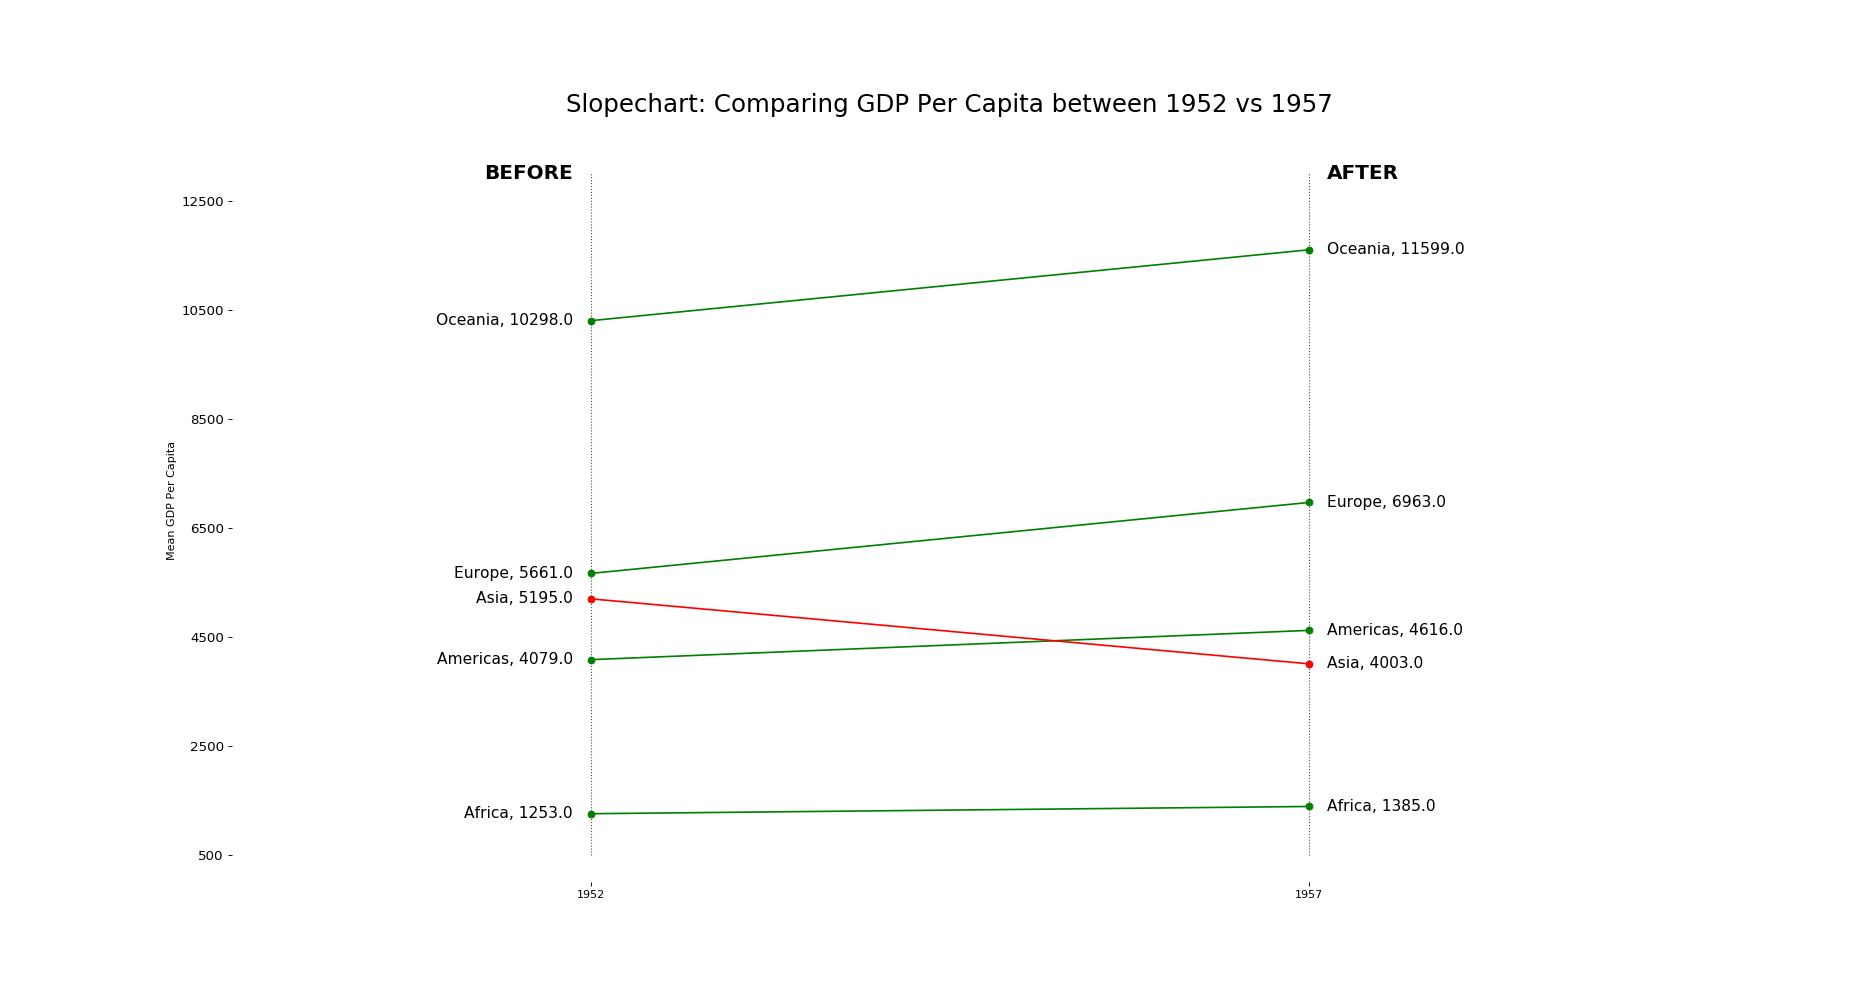 Slopechart: Comparing GDP Per Capita between 1952 vs 1957
BEFORE
AFTER
12500
Oceania, 11599.0
10500
Oceania, 10298.0
8500
Mean GDP Per Capita
6500
Europe, 6963.0
Europe, 5661.0
Asia, 5195.0
4500
Americas, 4616.0
Americas, 4079.0
Asia, 4003.0
2500
Africa, 1253.0
Africa, 1385.0
500
1952
1957